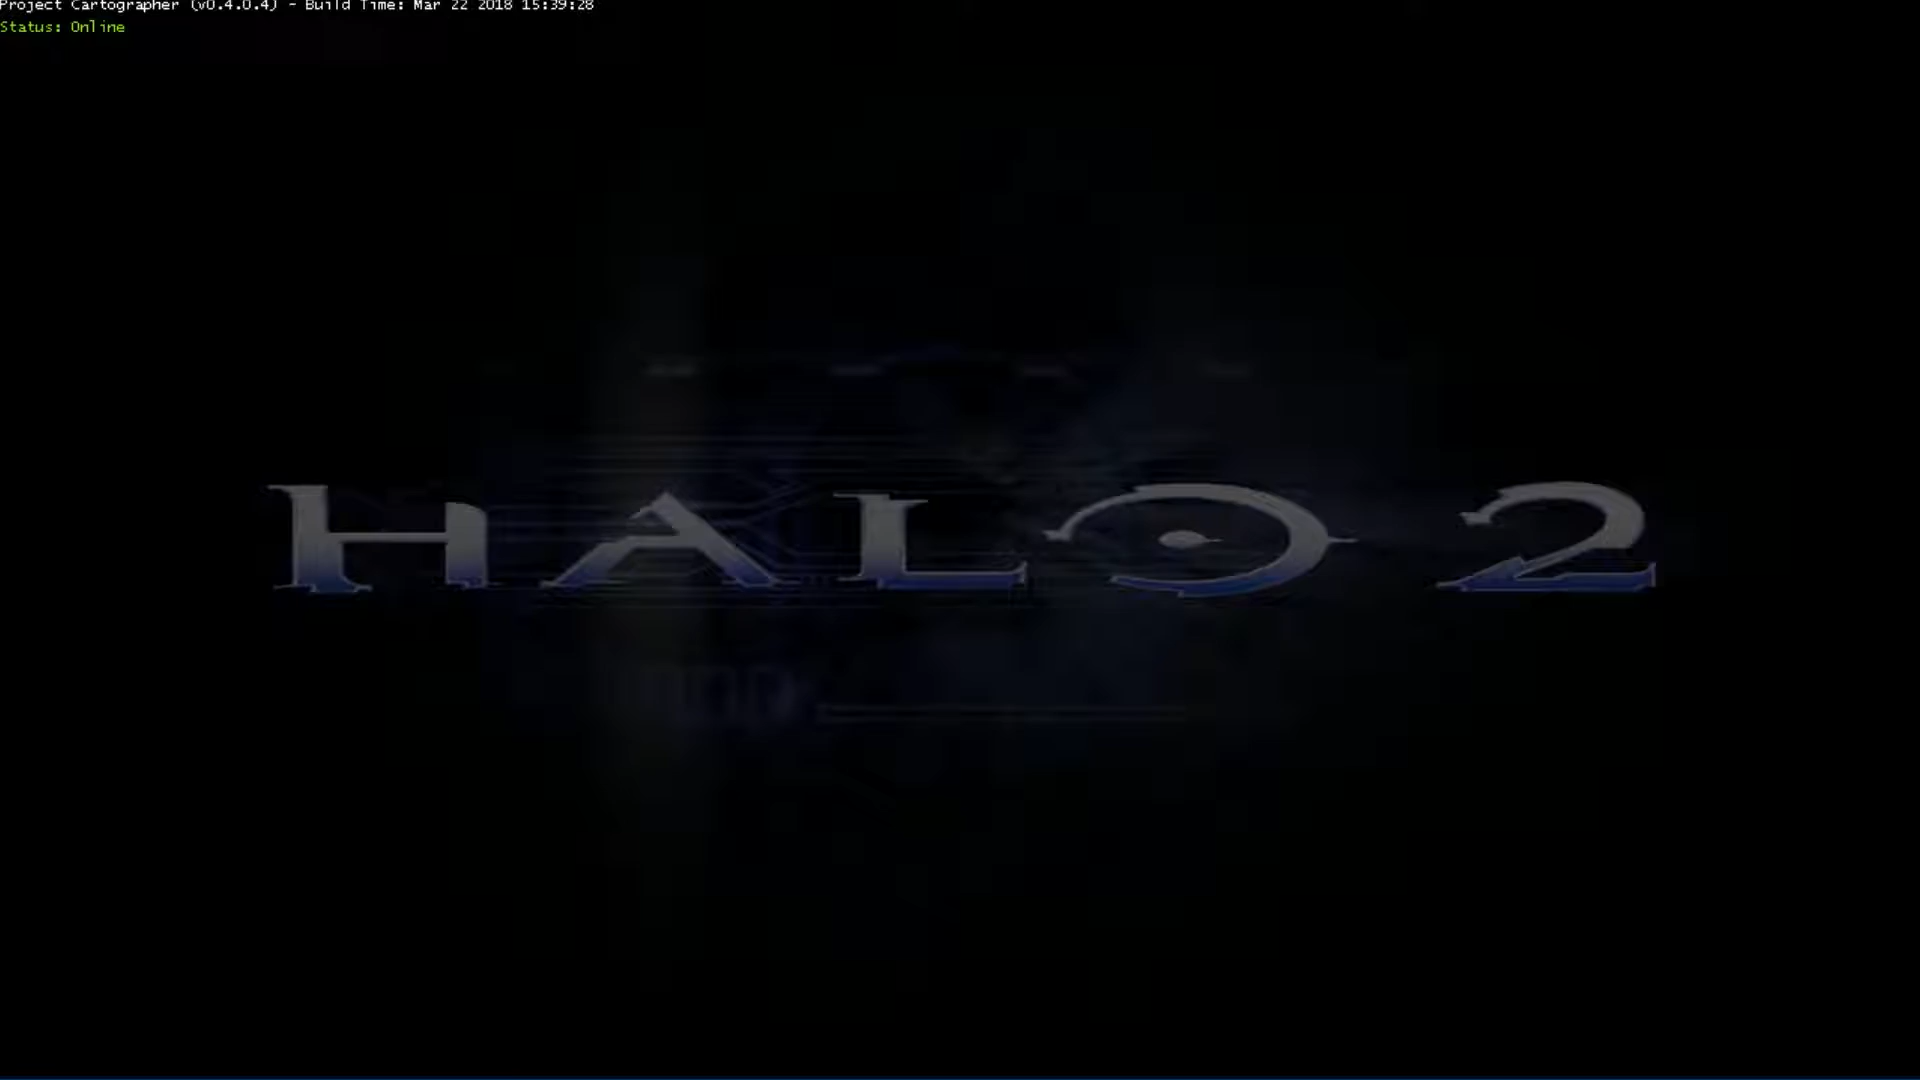 Project Cartographer (v0.4.0.4) - Build Time: Mar 22 2018 15:39:28
Status: Online
HALO 2